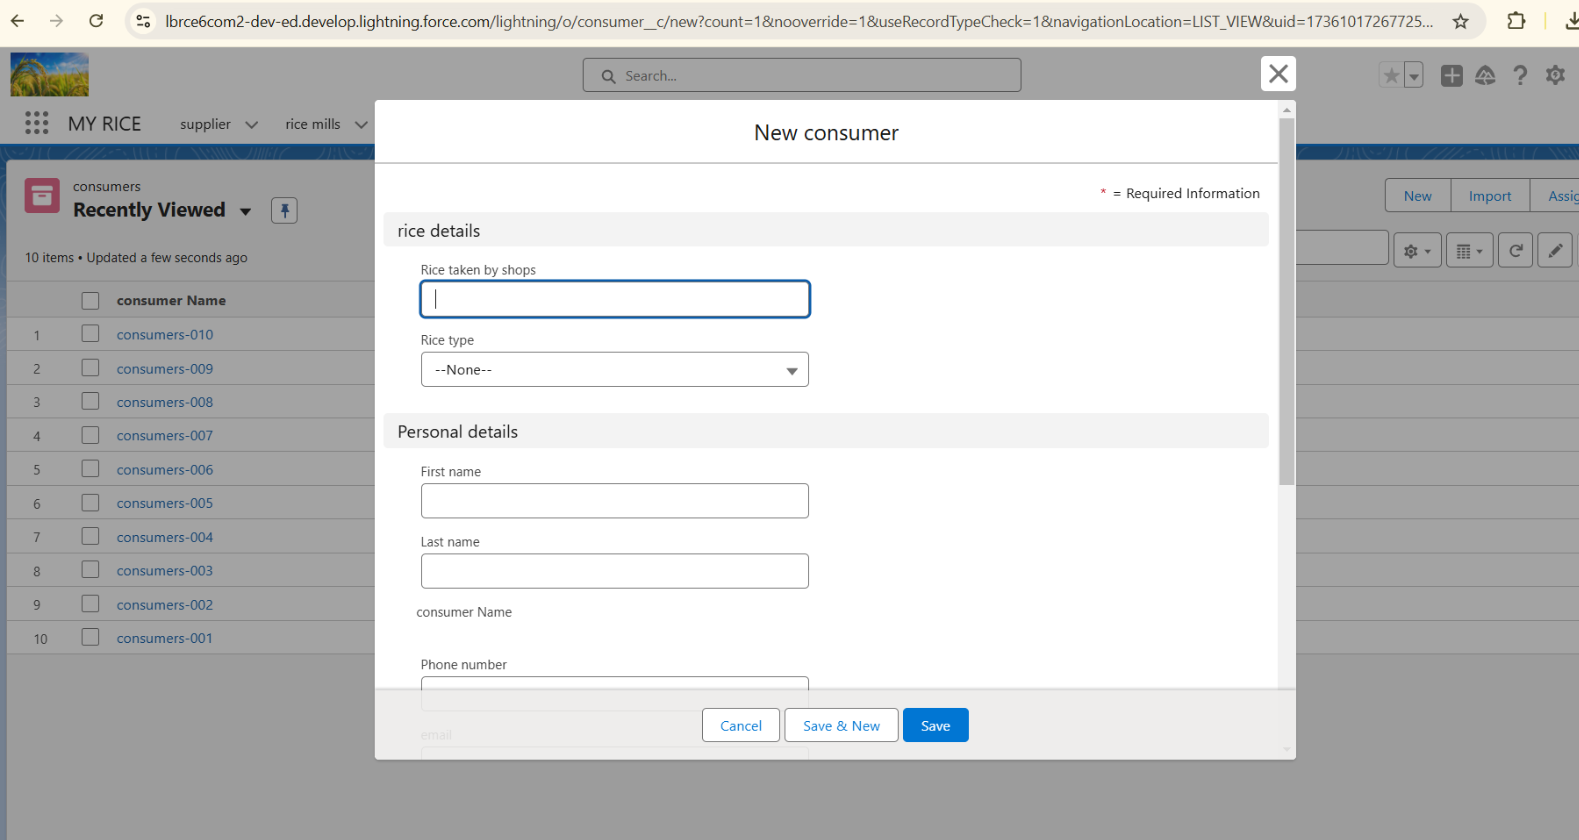 lbrce6com2-dev-ed.develop.lightning.force.com/lightning/o/consumer__c/new?count=1&nooverride=1&useRecordTypeCheck=1&navigationLocation=LIST_VIEW&uid=17361017267725...
Search...
MY RICE supplier rice mills
New consumer
* = Required Information
consumers
Recently Viewed
New Import Assig
10 items • Updated a few seconds ago
rice details
Rice taken by shops
Rice type
--None--
consumer Name
1 consumers-010
2 consumers-009
3 consumers-008
4 consumers-007
5 consumers-006
6 consumers-005
7 consumers-004
8 consumers-003
9 consumers-002
10 consumers-001
Personal details
First name
Last name
consumer Name
Phone number
email
Cancel Save & New Save